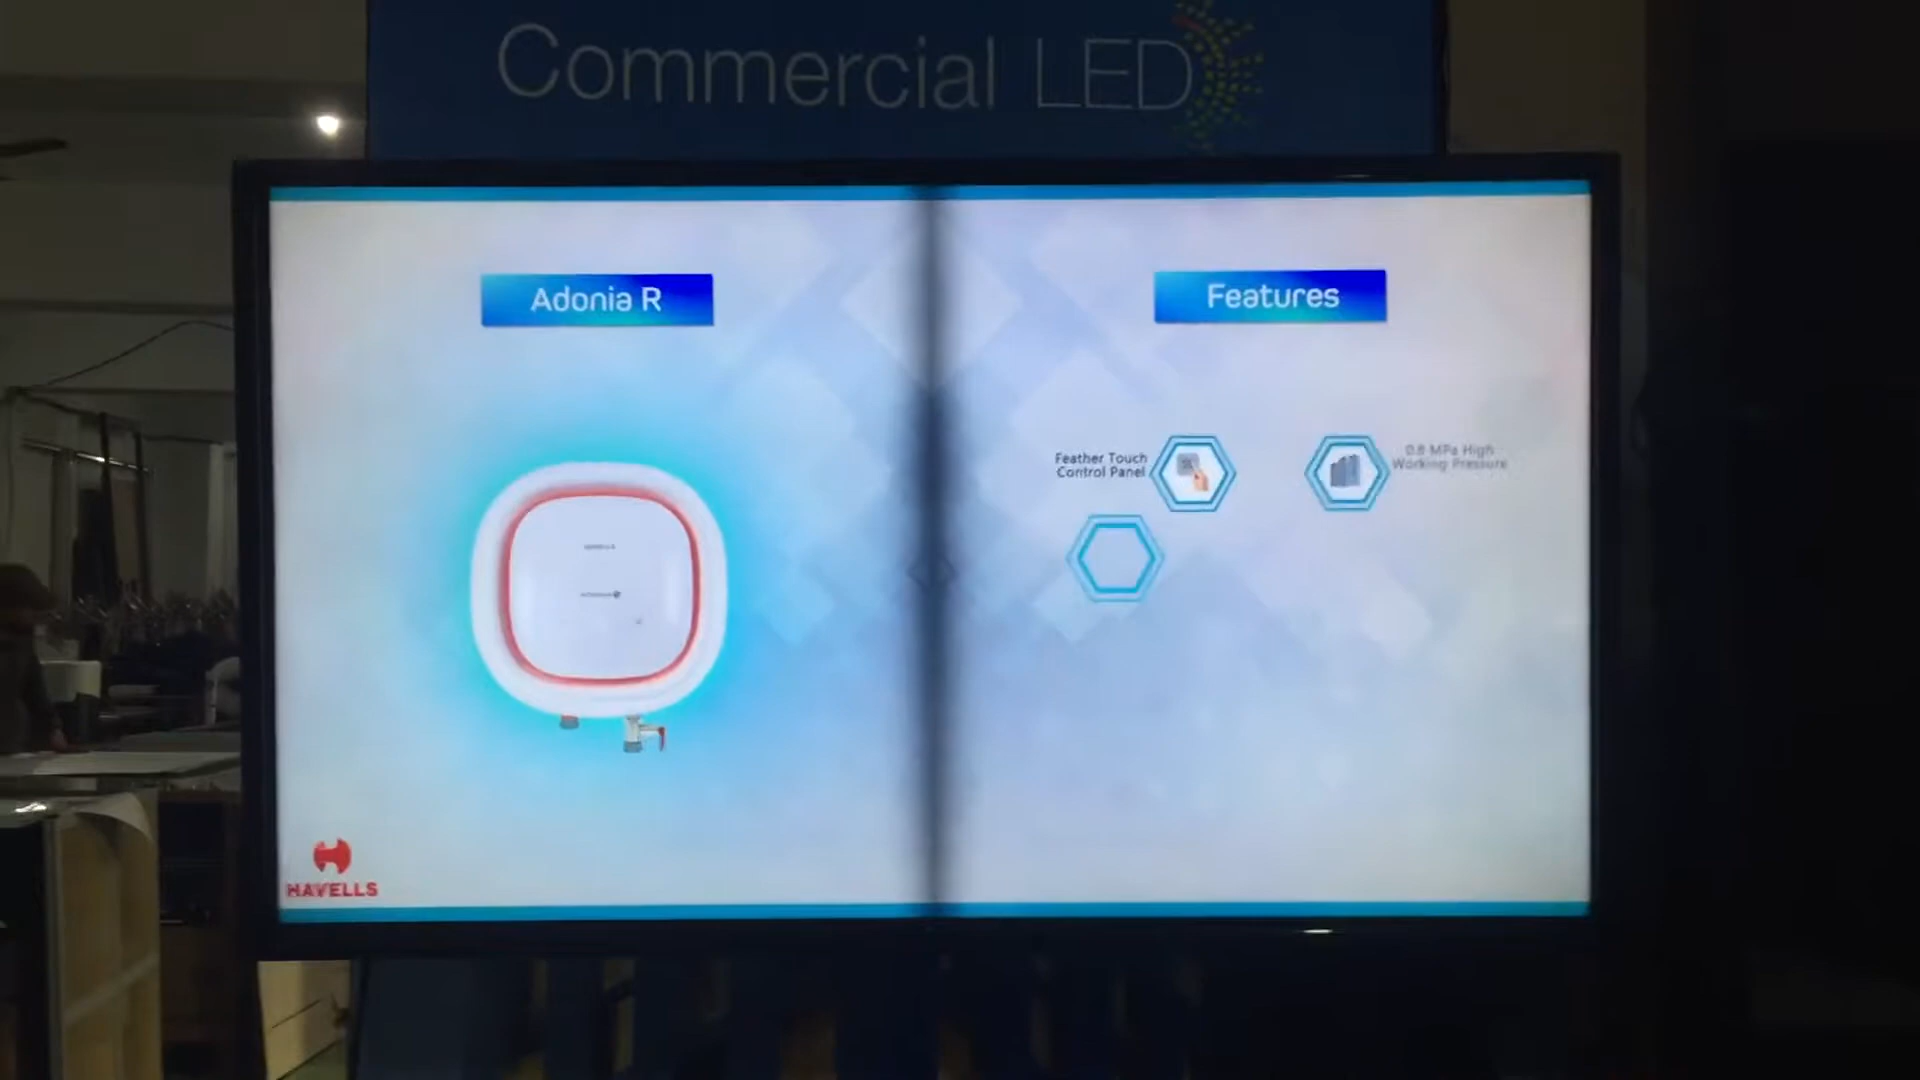 Commercial LED
Adonia R
Features
Feather Touch
Control Panel
0.8 MPa High
Working Pressure
HAVELLS